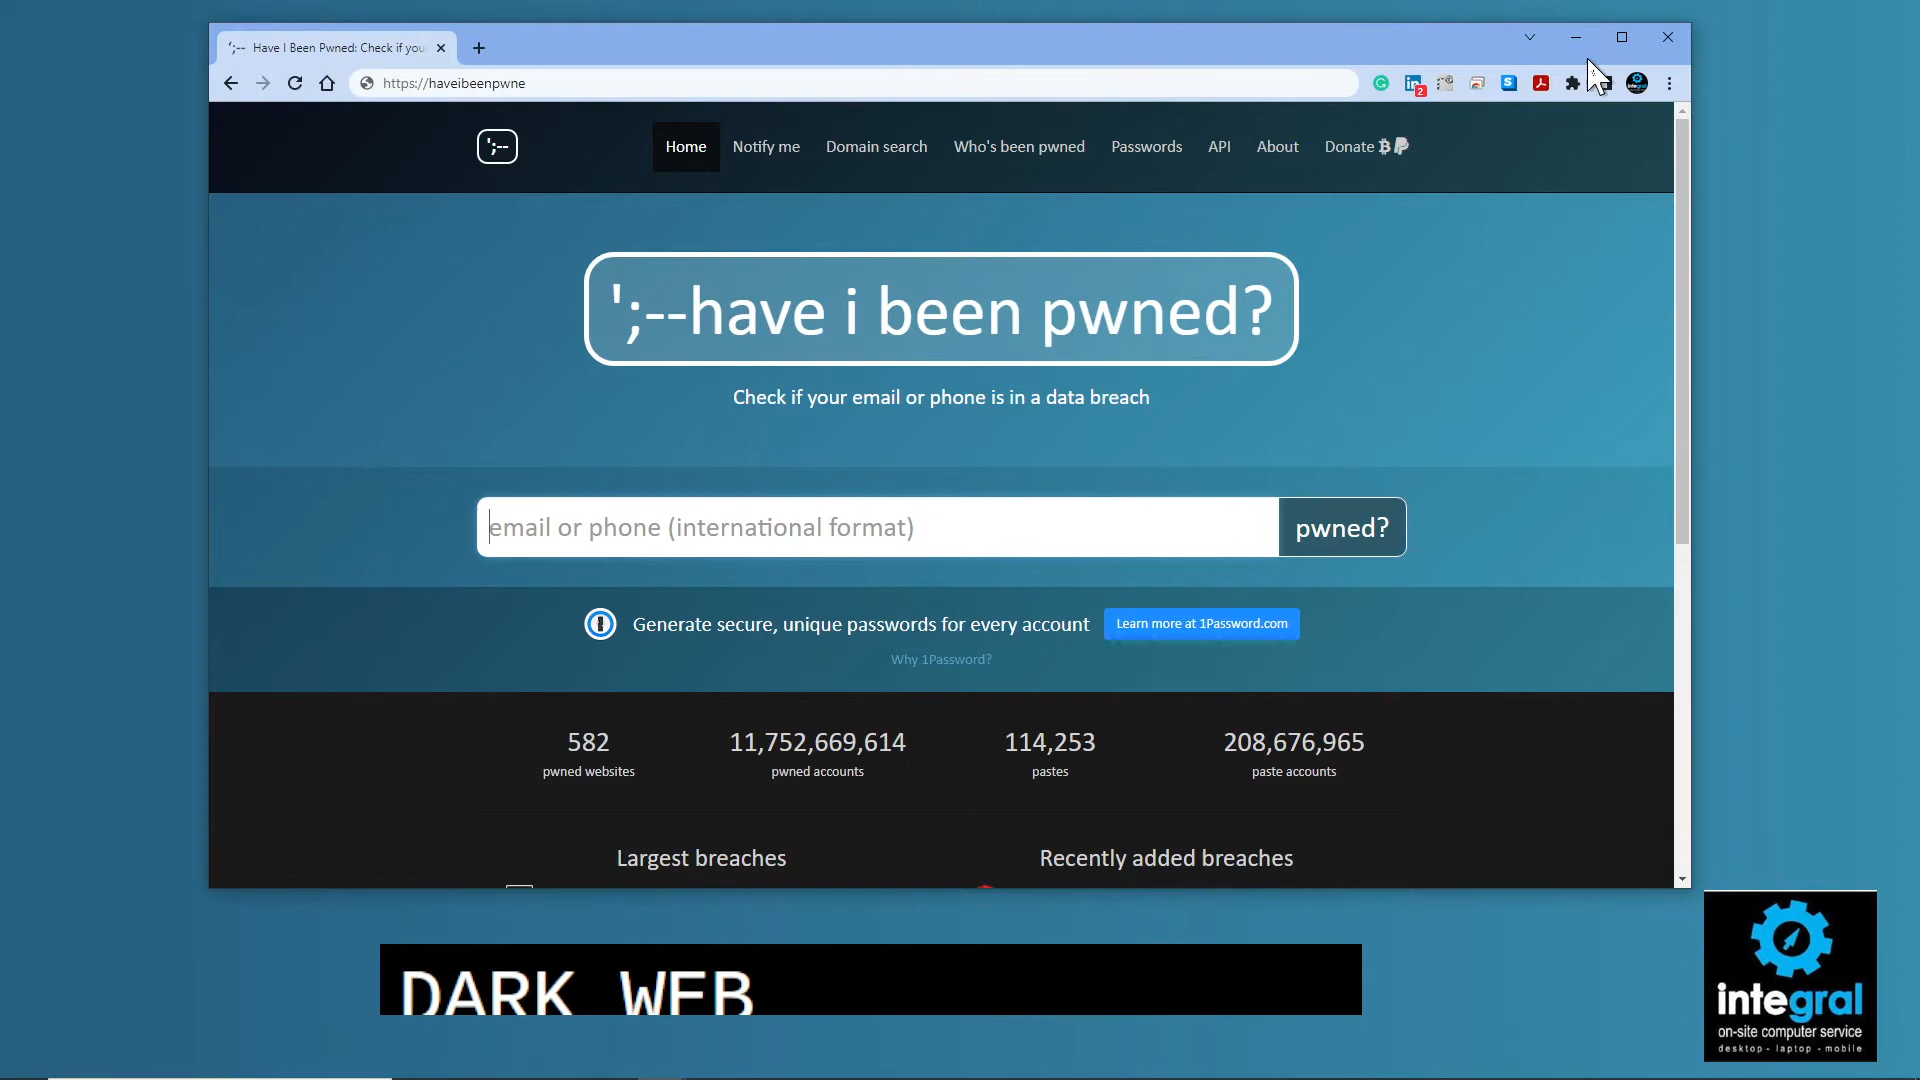 ';-- Have I Been Pwned: Check if you
https://haveibeenpwne
2
';--
Home Notify me Domain search Who's been pwned Passwords API About Donate
';--have i been pwned?
Check if your email or phone is in a data breach
email or phone (international format)
pwned?
Generate secure, unique passwords for every account
Learn more at 1Password.com
Why 1Password?
582 11,752,669,614 114,253 208,676,965
pwned websites pwned accounts pastes paste accounts
Largest breaches Recently added breaches
DARK WEB
integral
on-site computer service
desktop - laptop - mobile